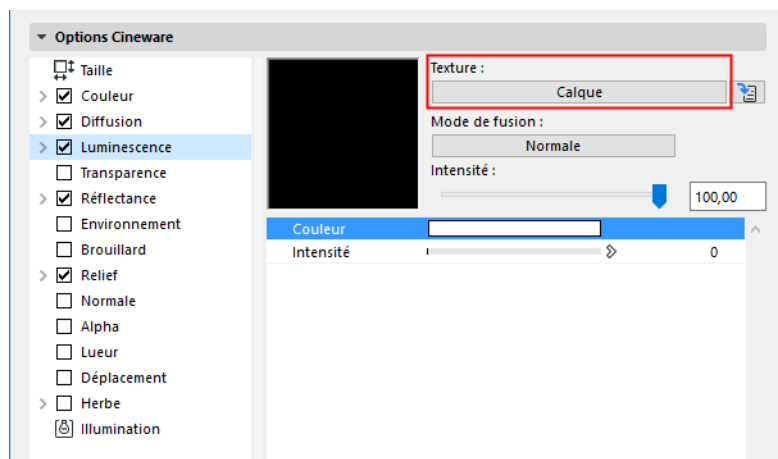 Options Cineware
Taille
Couleur
Diffusion
Luminescence
Transparence
Réflectance
Environnement
Brouillard
Relief
Normale
Alpha
Lueur
Déplacement
Herbe
Illumination
Texture :
Calque
Mode de fusion :
Normale
Intensité :
100,00
Couleur
Intensité 0